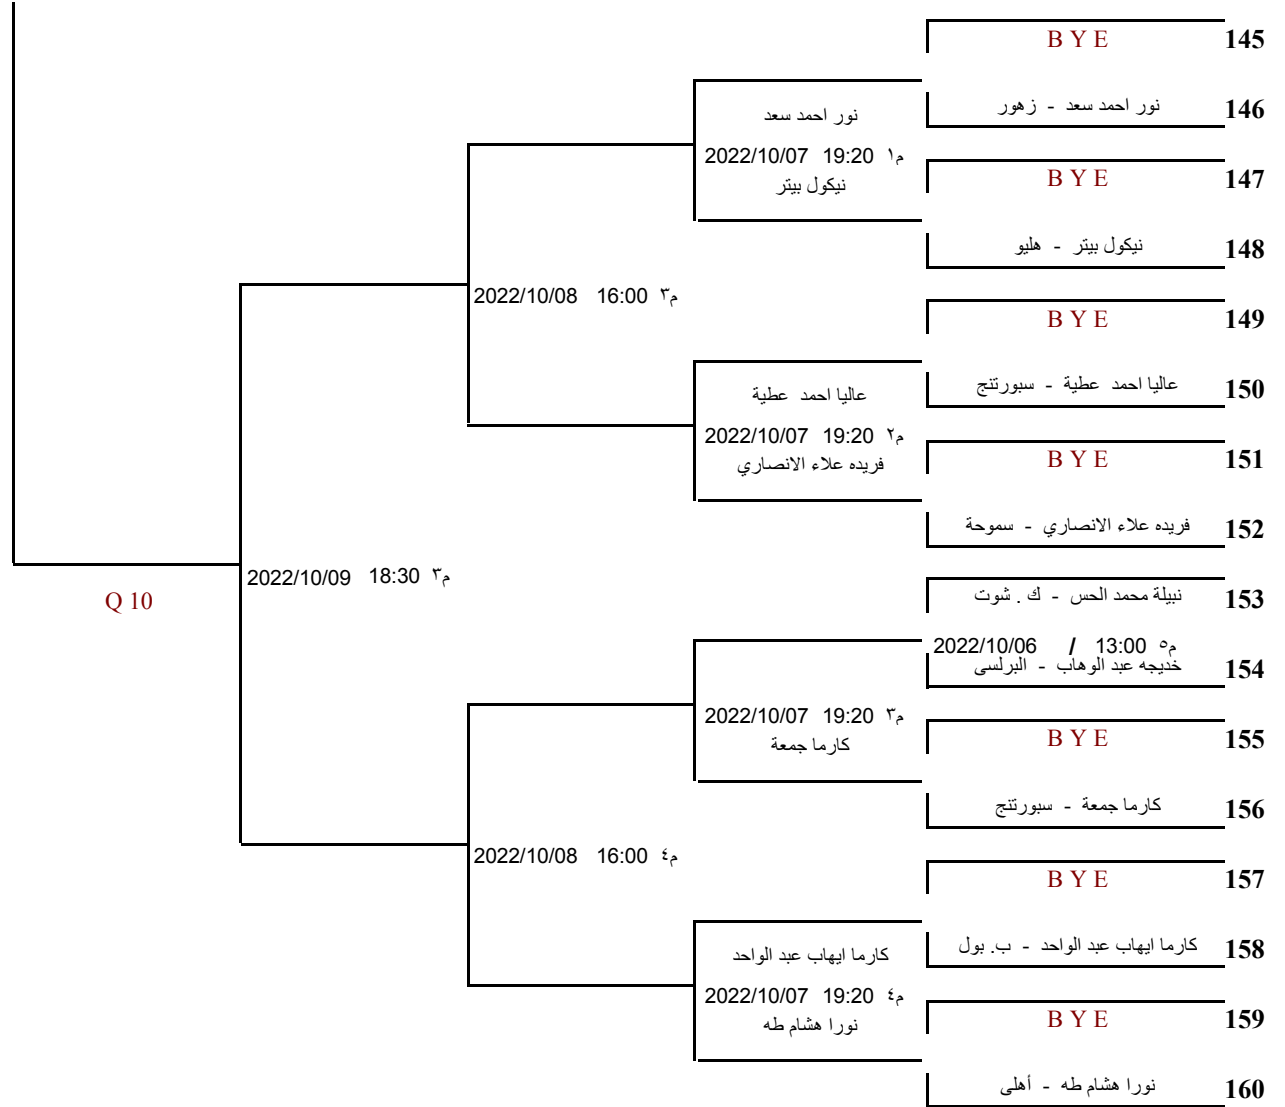 B Y E 145
نور احمد سعد - زهور 146
نور احمد سعد
2022/10/07 19:20 م١
نيكول بيتر
B Y E 147
نيكول بيتر - هليو 148
2022/10/08 16:00 م٣
B Y E 149
عاليا احمد عطية - سبورتنج 150
عاليا احمد عطية
2022/10/07 19:20 م٢
فريده علاء الانصاري
B Y E 151
فريده علاء الانصاري - سموحة 152
2022/10/09 18:30 م٣
Q 10
نبيلة محمد الحس - ك . شوت 153
2022/10/06 / 13:00 م٥
خديجه عبد الوهاب - البرلسى 154
2022/10/07 19:20 م٣
كارما جمعة
B Y E 155
كارما جمعة - سبورتنج 156
2022/10/08 16:00 م٤
B Y E 157
كارما ايهاب عبد الواحد - ب. بول 158
كارما ايهاب عبد الواحد
2022/10/07 19:20 م٤
نورا هشام طه
B Y E 159
نورا هشام طه - أهلى 160